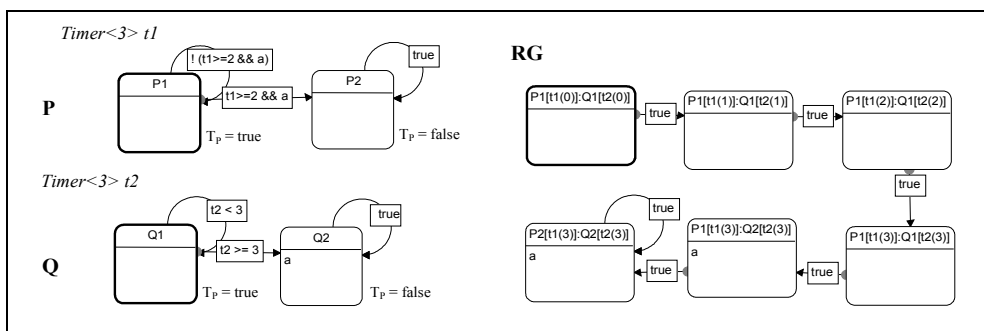 Timer<3> t1
! (t1>=2 && a)
P1
t1>=2 && a
P2
true
P
T_P = true
T_P = false
Timer<3> t2
t2 < 3
Q1
t2 >= 3
Q2
a
true
Q
T_P = true
T_P = false
RG
P1[t1(0)]:Q1[t2(0)]
true
P1[t1(1)]:Q1[t2(1)]
true
P1[t1(2)]:Q1[t2(2)]
true
P2[t1(3)]:Q2[t2(3)]
a
true
true
P1[t1(3)]:Q2[t2(3)]
a
true
P1[t1(3)]:Q1[t2(3)]